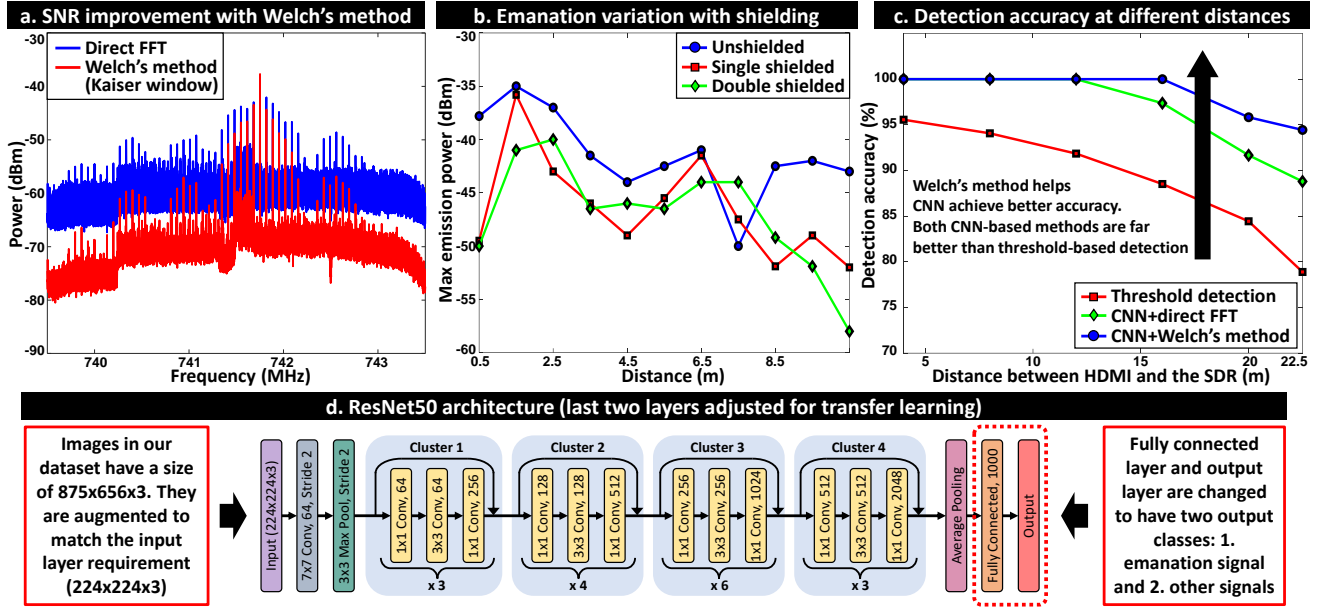 a. SNR improvement with Welch's method
-30
-40
-50
-60
-70
-80
-90
Power (dBm)
Direct FFT
Welch's method
(Kaiser window)
740
741
742
743
Frequency (MHz)
b. Emanation variation with shielding
-30
-35
-40
-45
-50
-55
-60
Max emission power (dBm)
Unshielded
Single shielded
Double shielded
0.5
2.5
4.5
6.5
8.5
Distance (m)
c. Detection accuracy at different distances
100
95
90
85
80
75
70
Detection accuracy (%)
Welch's method helps
CNN achieve better accuracy.
Both CNN-based methods are far
better than threshold-based detection
Threshold detection
CNN+direct FFT
CNN+Welch's method
5
10
15
20
22.5
Distance between HDMI and the SDR (m)
d. ResNet50 architecture (last two layers adjusted for transfer learning)
Images in our
dataset have a size
of 875x656x3. They
are augmented to
match the input
layer requirement
(224x224x3)
Input (224x224x3)
7x7 Conv, 64, Stride 2
3x3 Max Pool, Stride 2
Cluster 1
1x1 Conv, 64
3x3 Conv, 64
1x1 Conv, 256
x 3
Cluster 2
1x1 Conv, 128
3x3 Conv, 128
1x1 Conv, 512
x 4
Cluster 3
1x1 Conv, 256
3x3 Conv, 256
1x1 Conv, 1024
x 6
Cluster 4
1x1 Conv, 512
3x3 Conv, 512
1x1 Conv, 2048
x 3
Average Pooling
Fully Connected, 1000
Output
Fully connected
layer and output
layer are changed
to have two output
classes: 1.
emanation signal
and 2. other signals